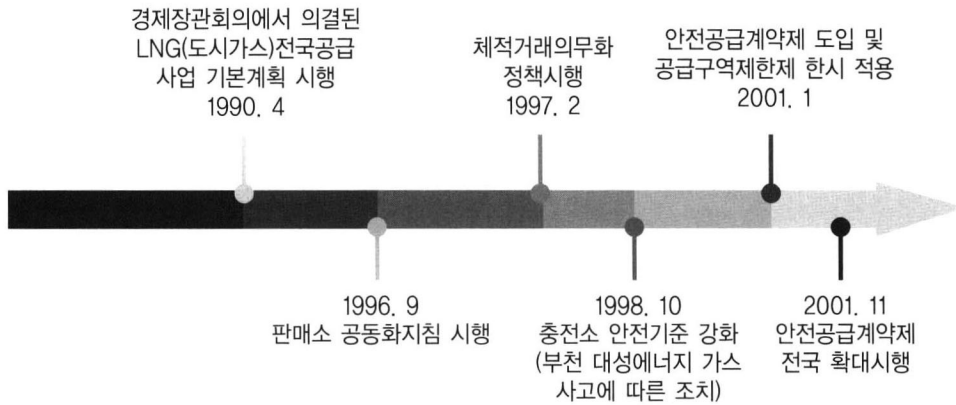 경제장관회의에서 의결된
LNG(도시가스)전국공급
사업 기본계획 시행
1990. 4
체적거래의무화
정책시행
1997. 2
안전공급계약제 도입 및
공급구역제한제 한시 적용
2001. 1
1996. 9
판매소 공동화지침 시행
1998. 10
충전소 안전기준 강화
(부천 대성에너지 가스
사고에 따른 조치)
2001. 11
안전공급계약제
전국 확대시행